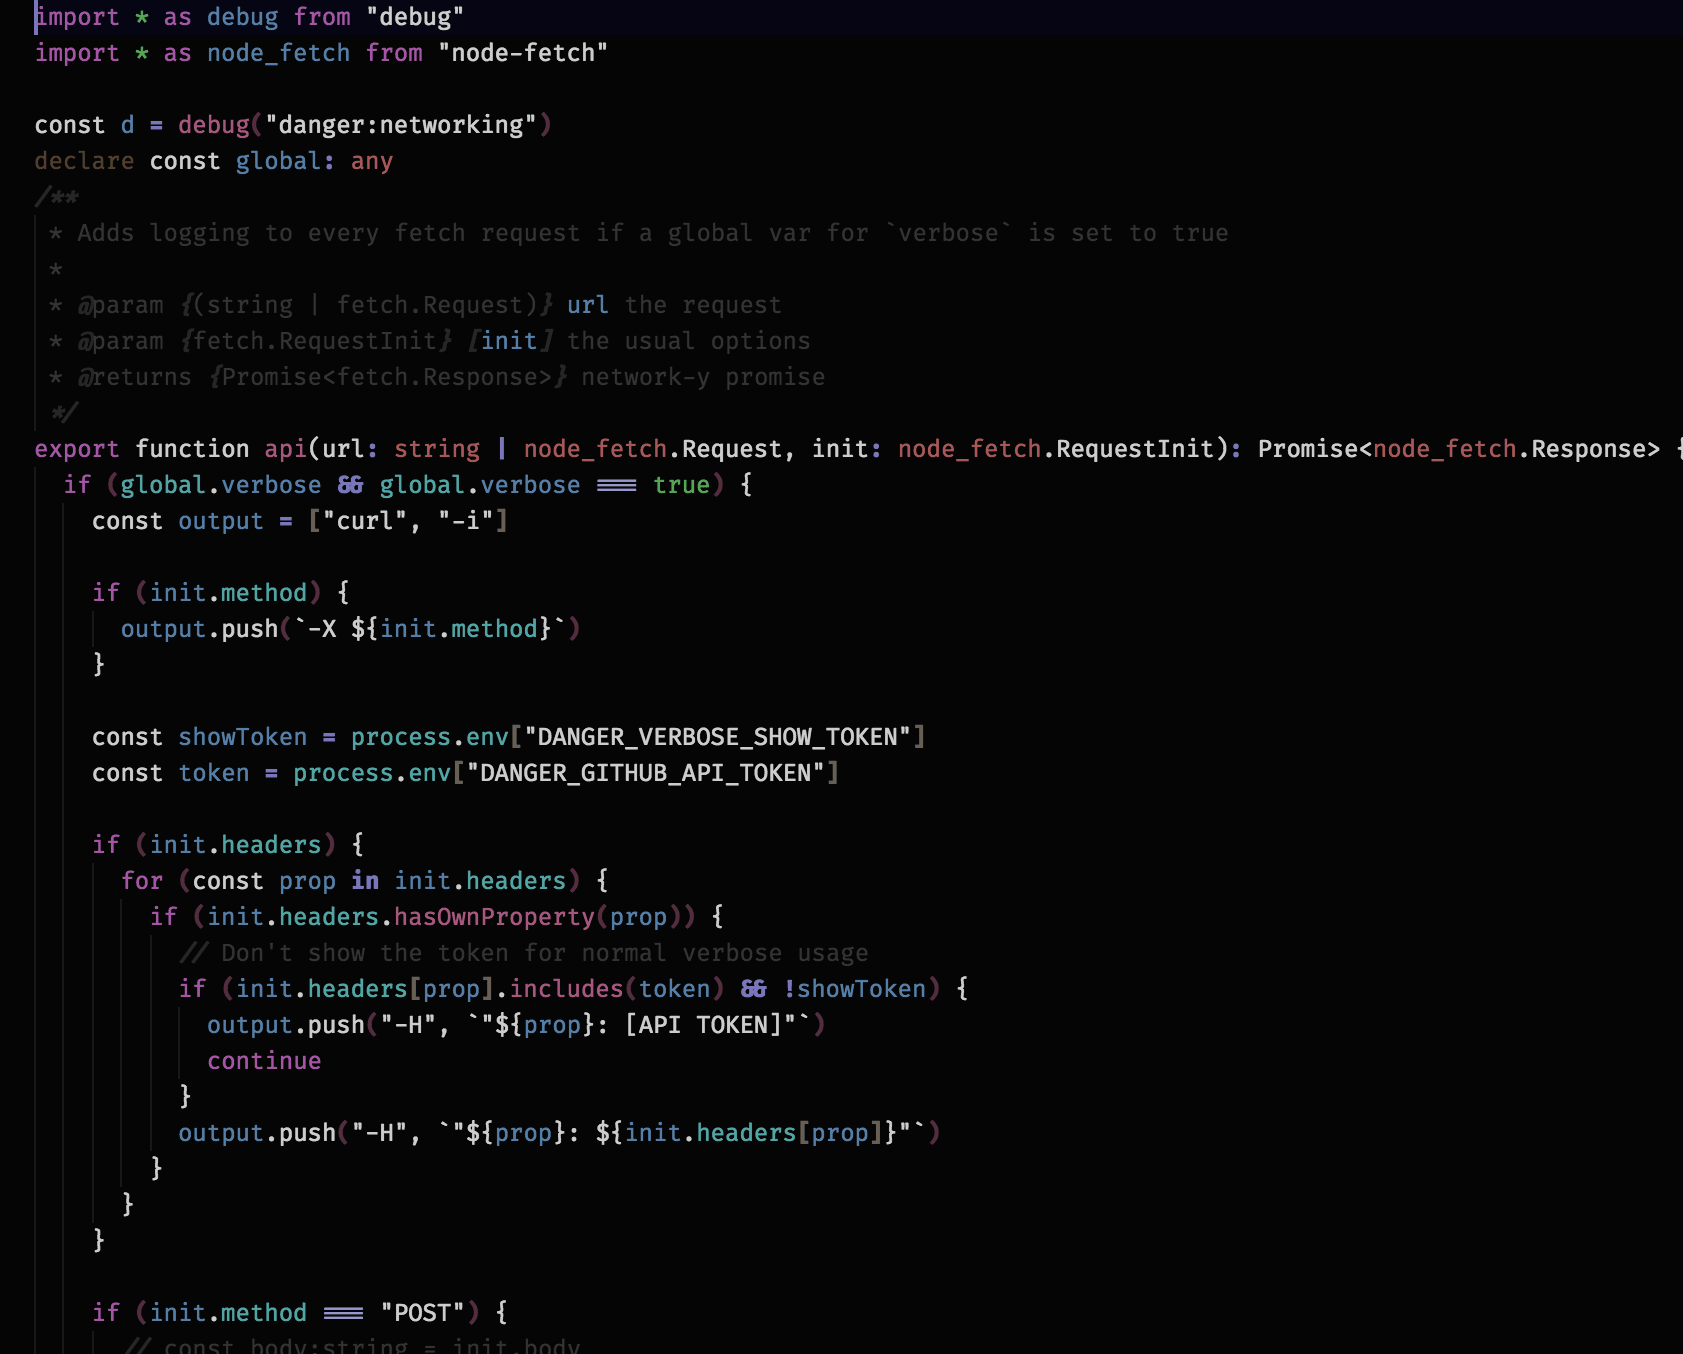 import * as debug from "debug"
import * as node_fetch from "node-fetch"
const d = debug("danger:networking")
declare const global: any
/**
* Adds logging to every fetch request if a global var for `verbose` is set to true
*
* @param {(string | fetch.Request)} url the request
* @param {fetch.RequestInit} [init] the usual options
* @returns {Promise<fetch.Response>} network-y promise
*/
export function api(url: string | node_fetch.Request, init: node_fetch.RequestInit): Promise<node_fetch.Response> {
if (global.verbose && global.verbose === true) {
const output = ["curl", "-i"]
if (init.method) {
output.push(`-X ${init.method}`)
}
const showToken = process.env["DANGER_VERBOSE_SHOW_TOKEN"]
const token = process.env["DANGER_GITHUB_API_TOKEN"]
if (init.headers) {
for (const prop in init.headers) {
if (init.headers.hasOwnProperty(prop)) {
// Don't show the token for normal verbose usage
if (init.headers[prop].includes(token) && !showToken) {
output.push("-H", `"${prop}: [API TOKEN]"`)
continue
}
output.push("-H", `"${prop}: ${init.headers[prop]}"`)
}
}
}
if (init.method === "POST") {
// const body:string = init.body